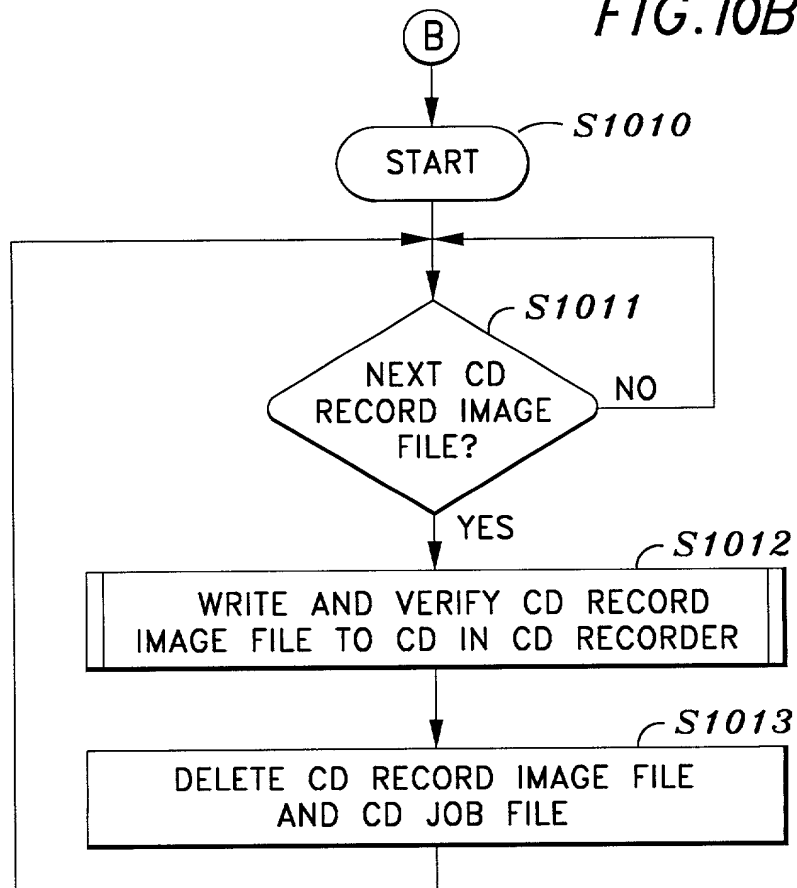 FIG.10B
B
S1010
START
S1011
NEXT CD
RECORD IMAGE
FILE?
NO
YES
S1012
WRITE AND VERIFY CD RECORD
IMAGE FILE TO CD IN CD RECORDER
S1013
DELETE CD RECORD IMAGE FILE
AND CD JOB FILE